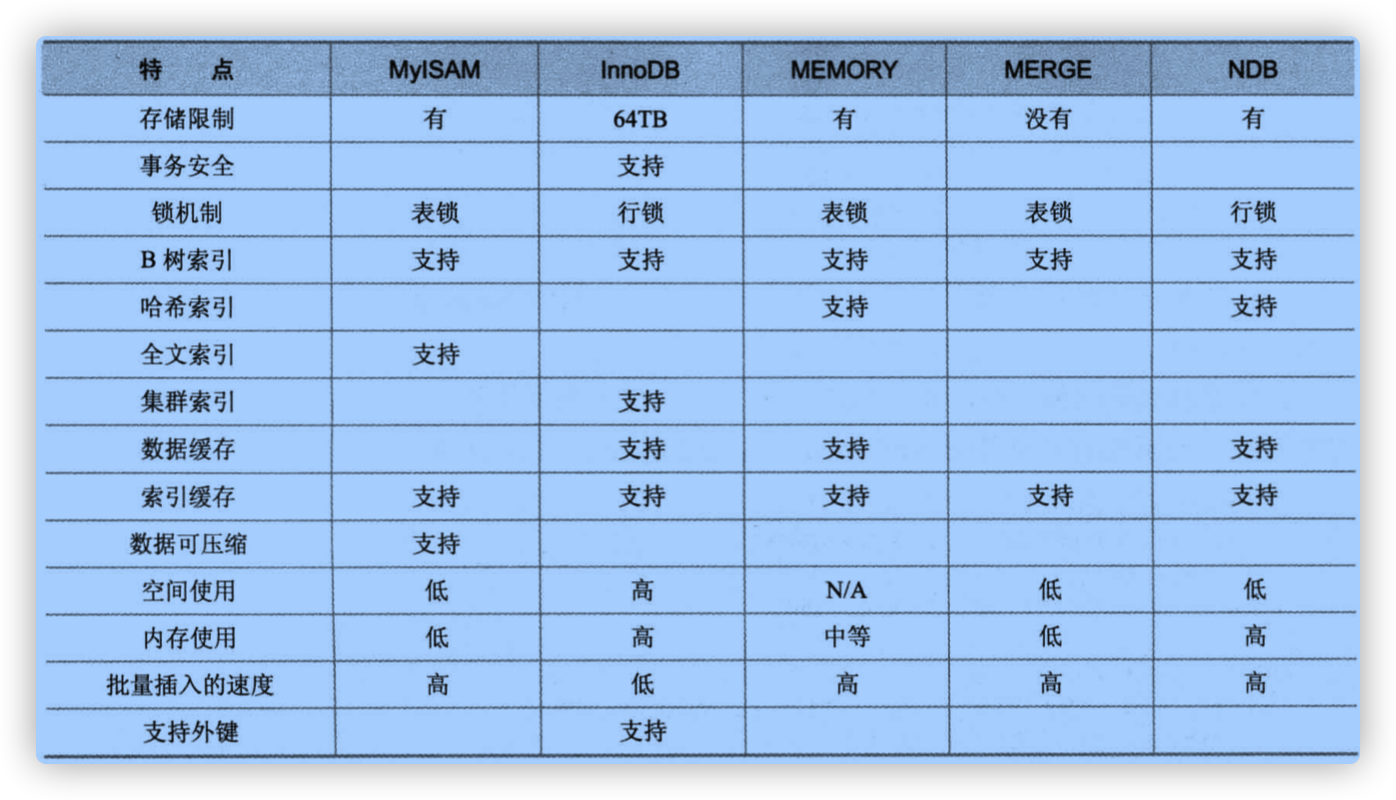 特 点 MyISAM InnoDB MEMORY MERGE NDB
存储限制 有 64TB 有 没有 有
事务安全 支持
锁机制 表锁 行锁 表锁 表锁 行锁
B 树索引 支持 支持 支持 支持 支持
哈希索引 支持 支持
全文索引 支持
集群索引 支持
数据缓存 支持 支持 支持
索引缓存 支持 支持 支持 支持 支持
数据可压缩 支持
空间使用 低 高 N/A 低 低
内存使用 低 高 中等 低 高
批量插入的速度 高 低 高 高 高
支持外键 支持